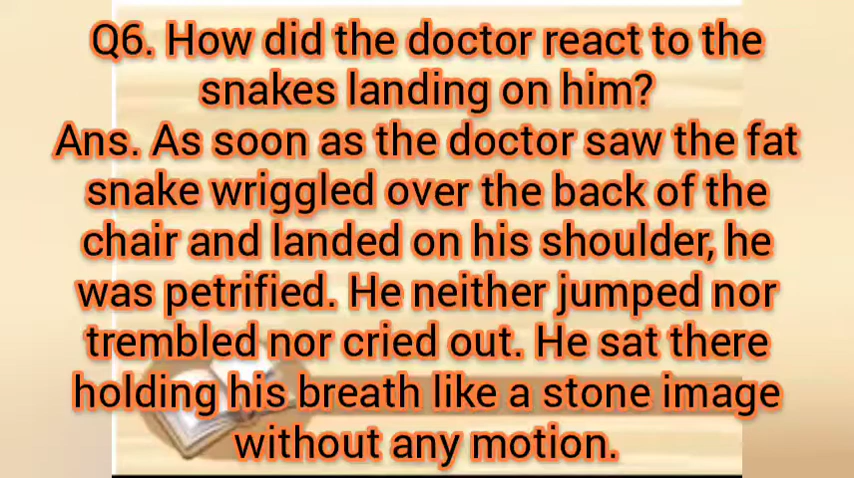 Q6. How did the doctor react to the
snakes landing on him?
Ans. As soon as the doctor saw the fat
snake wriggled over the back of the
chair and landed on his shoulder, he
was petrified. He neither jumped nor
trembled nor cried out. He sat there
holding his breath like a stone image
without any motion.